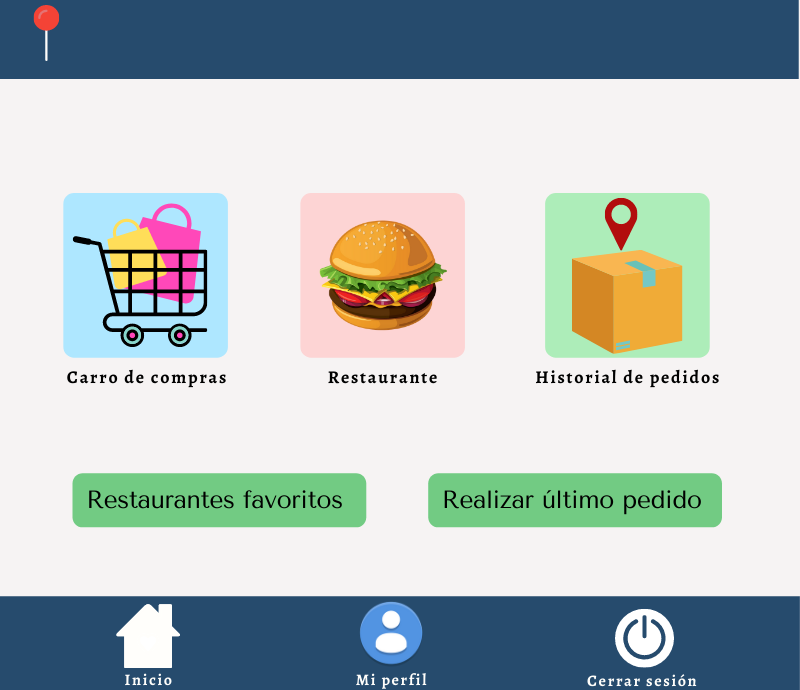 Carro de compras
Restaurante
Historial de pedidos
Restaurantes favoritos
Realizar último pedido
Inicio
Mi perfil
Cerrar sesión